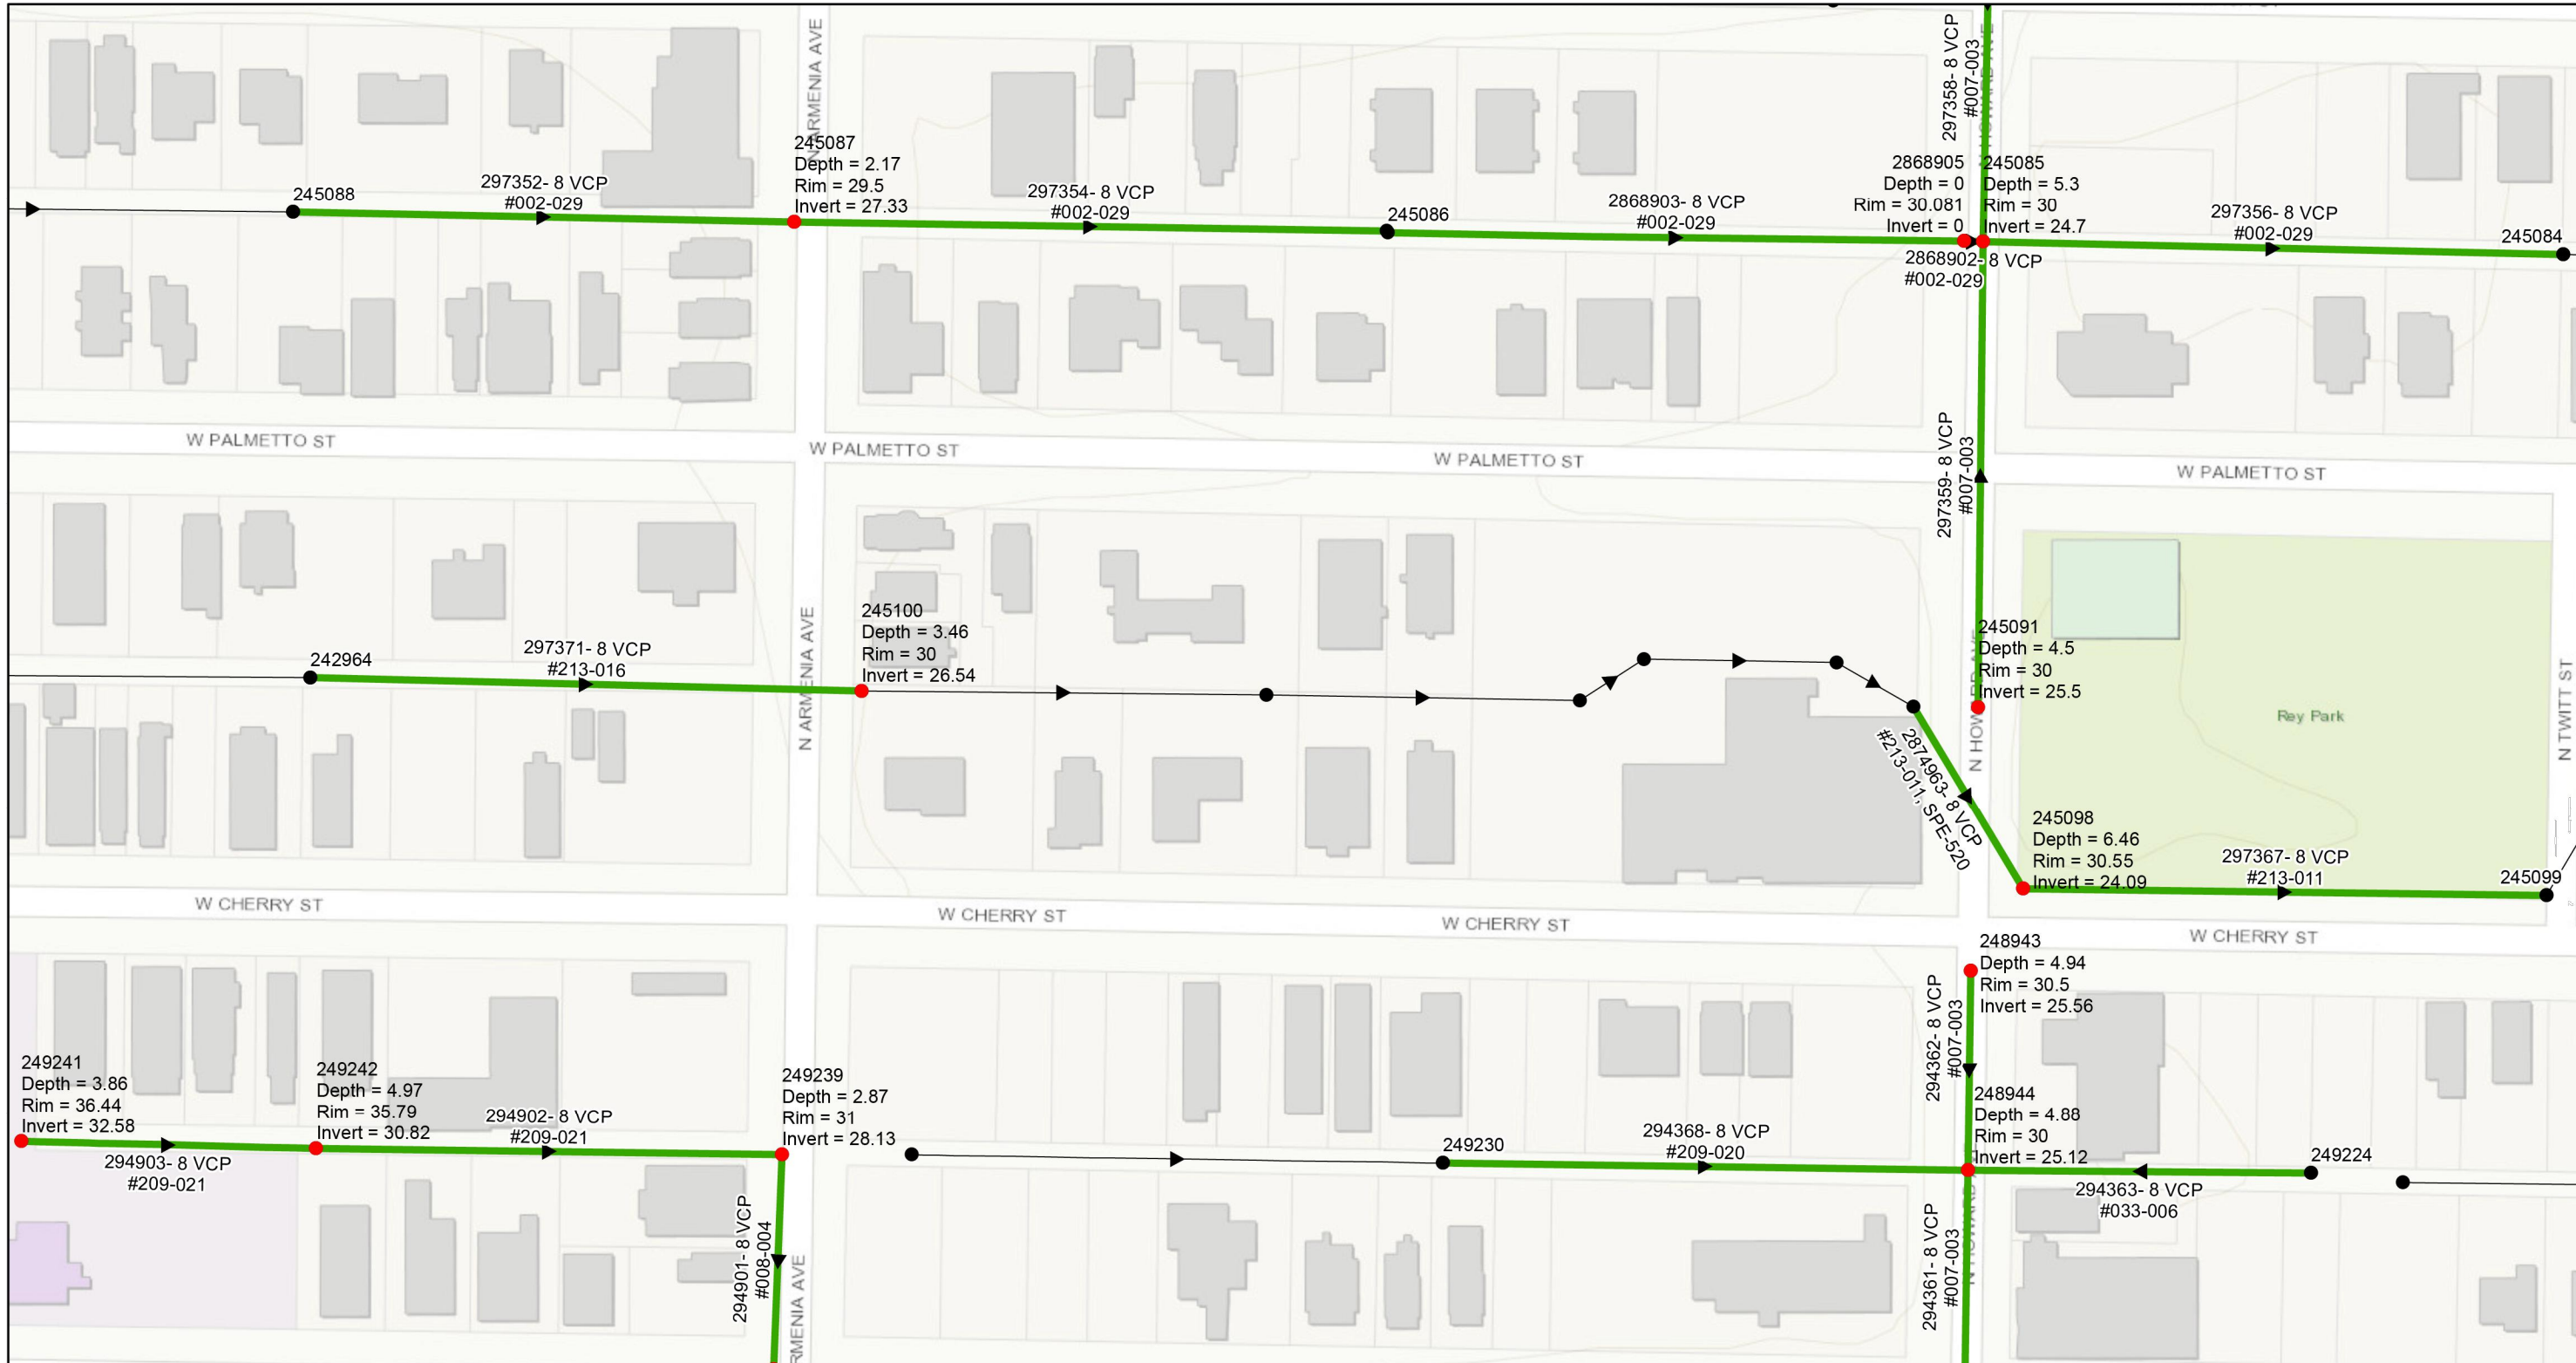 N ARMENIA AVE
297358- 8 VCP
#007-003
245088
297352- 8 VCP
#002-029
245087
Depth = 2.17
Rim = 29.5
Invert = 27.33
297354- 8 VCP
#002-029
245086
2868903- 8 VCP
#002-029
2868905
Depth = 0
Rim = 30.081
Invert = 0
245085
Depth = 5.3
Rim = 30
Invert = 24.7
2868902- 8 VCP
#002-029
297356- 8 VCP
#002-029
245084
W PALMETTO ST
W PALMETTO ST
W PALMETTO ST
W PALMETTO ST
297359- 8 VCP
#007-003
242964
297371- 8 VCP
#213-016
N ARMENIA AVE
245100
Depth = 3.46
Rim = 30
Invert = 26.54
245091
Depth = 4.5
Rim = 30
Invert = 25.5
N HOWARD AVE
Rey Park
N TWITT ST
2874963- 8 VCP
#213-011, SPE-520
245098
Depth = 6.46
Rim = 30.55
Invert = 24.09
297367- 8 VCP
#213-011
245099
W CHERRY ST
W CHERRY ST
W CHERRY ST
W CHERRY ST
248943
Depth = 4.94
Rim = 30.5
Invert = 25.56
294362- 8 VCP
#007-003
249241
Depth = 3.86
Rim = 36.44
Invert = 32.58
294903- 8 VCP
#209-021
249242
Depth = 4.97
Rim = 35.79
Invert = 30.82
294902- 8 VCP
#209-021
249239
Depth = 2.87
Rim = 31
Invert = 28.13
249230
294368- 8 VCP
#209-020
248944
Depth = 4.88
Rim = 30
Invert = 25.12
249224
294363- 8 VCP
#033-006
294901- 8 VCP
#008-004
RMENIA AVE
294361- 8 VCP
#007-003